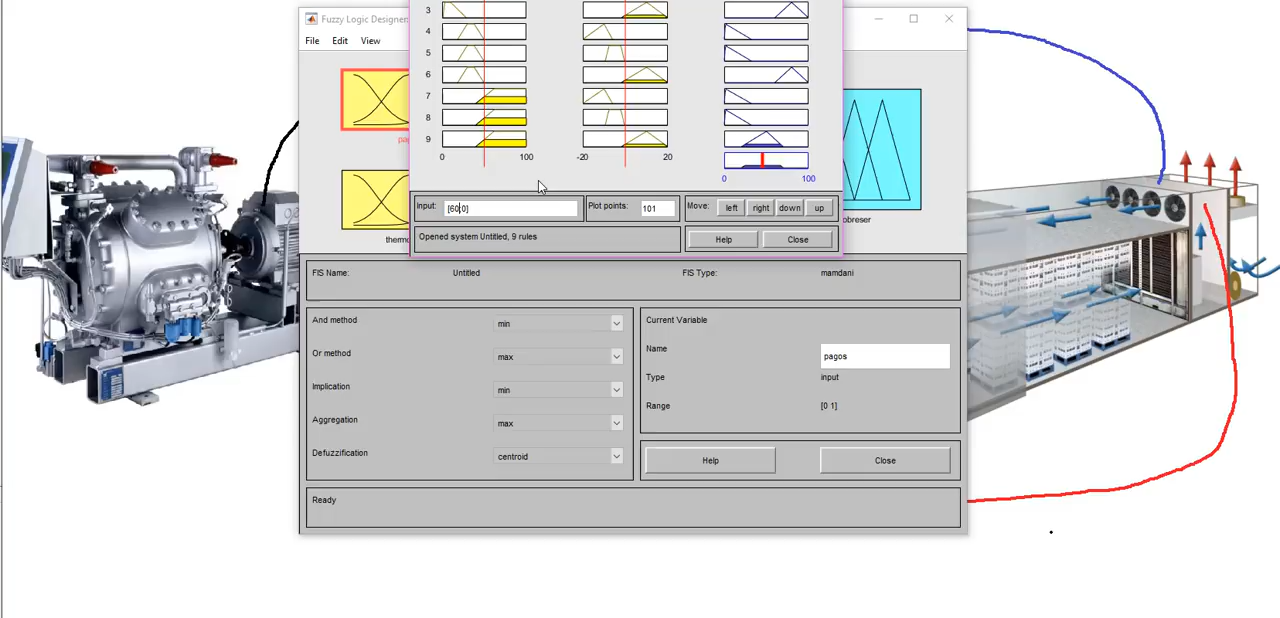 Fuzzy Logic Designer:
File Edit View
3
4
5
6
7
8
9
0 100
-20 20
0 100
Input: [60;0]
Plot points: 101
Move: left right down up
Opened system Untitled, 9 rules
Help Close
thermo
obreser
FIS Name: Untitled
FIS Type: mamdani
And method min
Or method max
Implication min
Aggregation max
Defuzzification centroid
Current Variable
Name pagos
Type input
Range [0 1]
Help Close
Ready